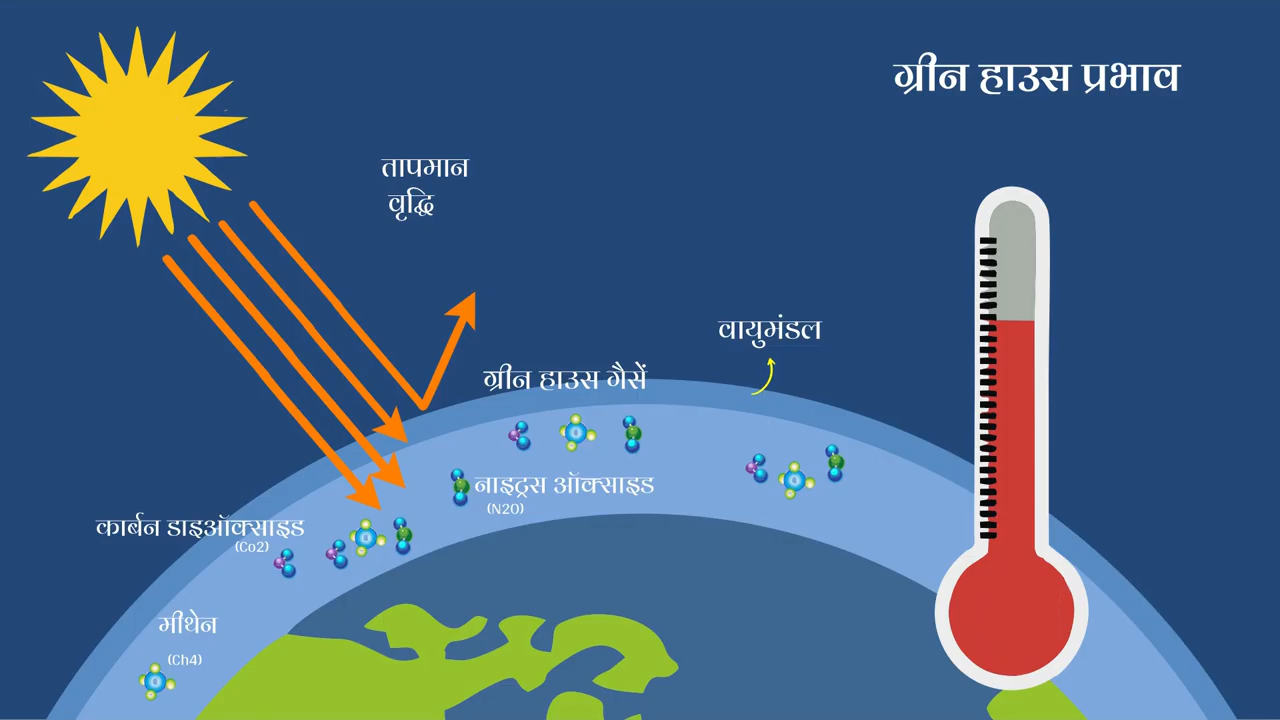 ग्रीन हाउस प्रभाव
तापमान
वृद्धि
वायुमंडल
ग्रीन हाउस गैसें
नाइट्रस ऑक्साइड
(N2O)
कार्बन डाइऑक्साइड
(Co2)
मीथेन
(Ch4)